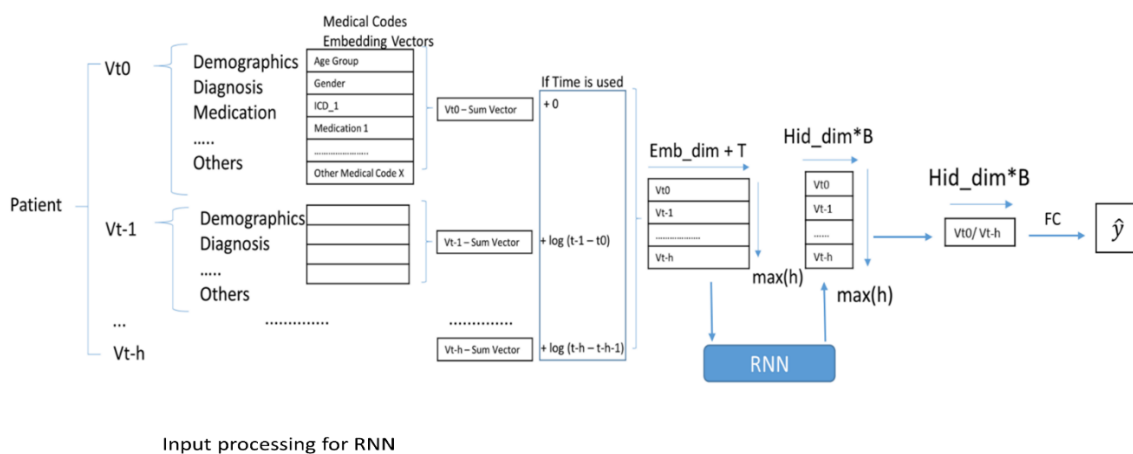 Medical Codes
Embedding Vectors
Patient
Vt0
Demographics
Diagnosis
Medication
.....
Others
Age Group
Gender
ICD_1
Medication 1
.......................
Other Medical Code X
Vt0 – Sum Vector
If Time is used
+ 0
Vt-1
Demographics
Diagnosis
.....
Others
Vt-1 – Sum Vector
+ log (t-1 – t0)
...
.............
.............
Vt-h
Vt-h – Sum Vector
+ log (t-h – t-h-1)
Emb_dim + T
Vt0
Vt-1
...................
Vt-h
max(h)
RNN
Hid_dim*B
Vt0
Vt-1
......
Vt-h
max(h)
Hid_dim*B
Vt0/ Vt-h
FC
ŷ
Input processing for RNN